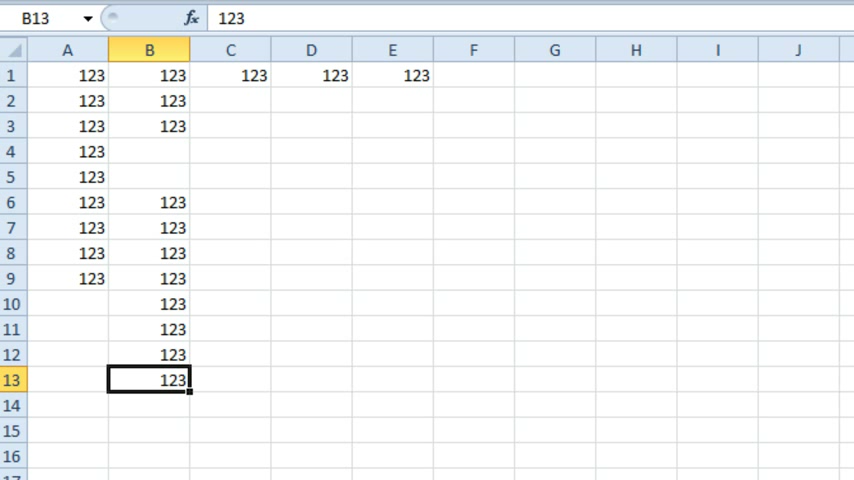 B13 fx 123
A B C D E F G H I J
1 123 123 123 123 123
2 123 123
3 123 123
4 123
5 123
6 123 123
7 123 123
8 123 123
9 123 123
10 123
11 123
12 123
13 123
14
15
16
17